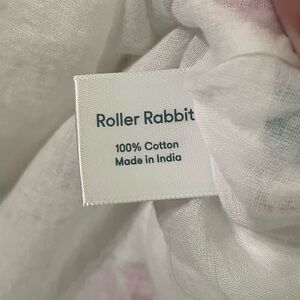 Roller Rabbit
100% Cotton
Made in India